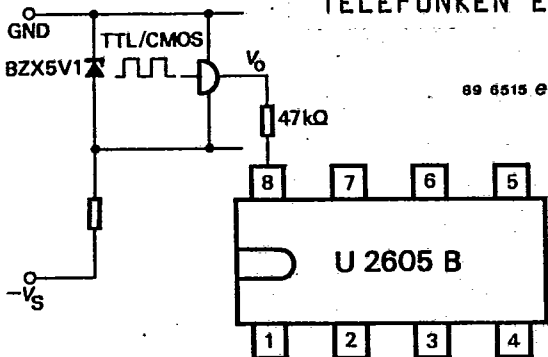 TELEFUNKEN E
GND
TTL/CMOS
BZX5V1
V₀
89 6515 e
47kΩ
8 7 6 5
U 2605 B
–Vₛ
1 2 3 4